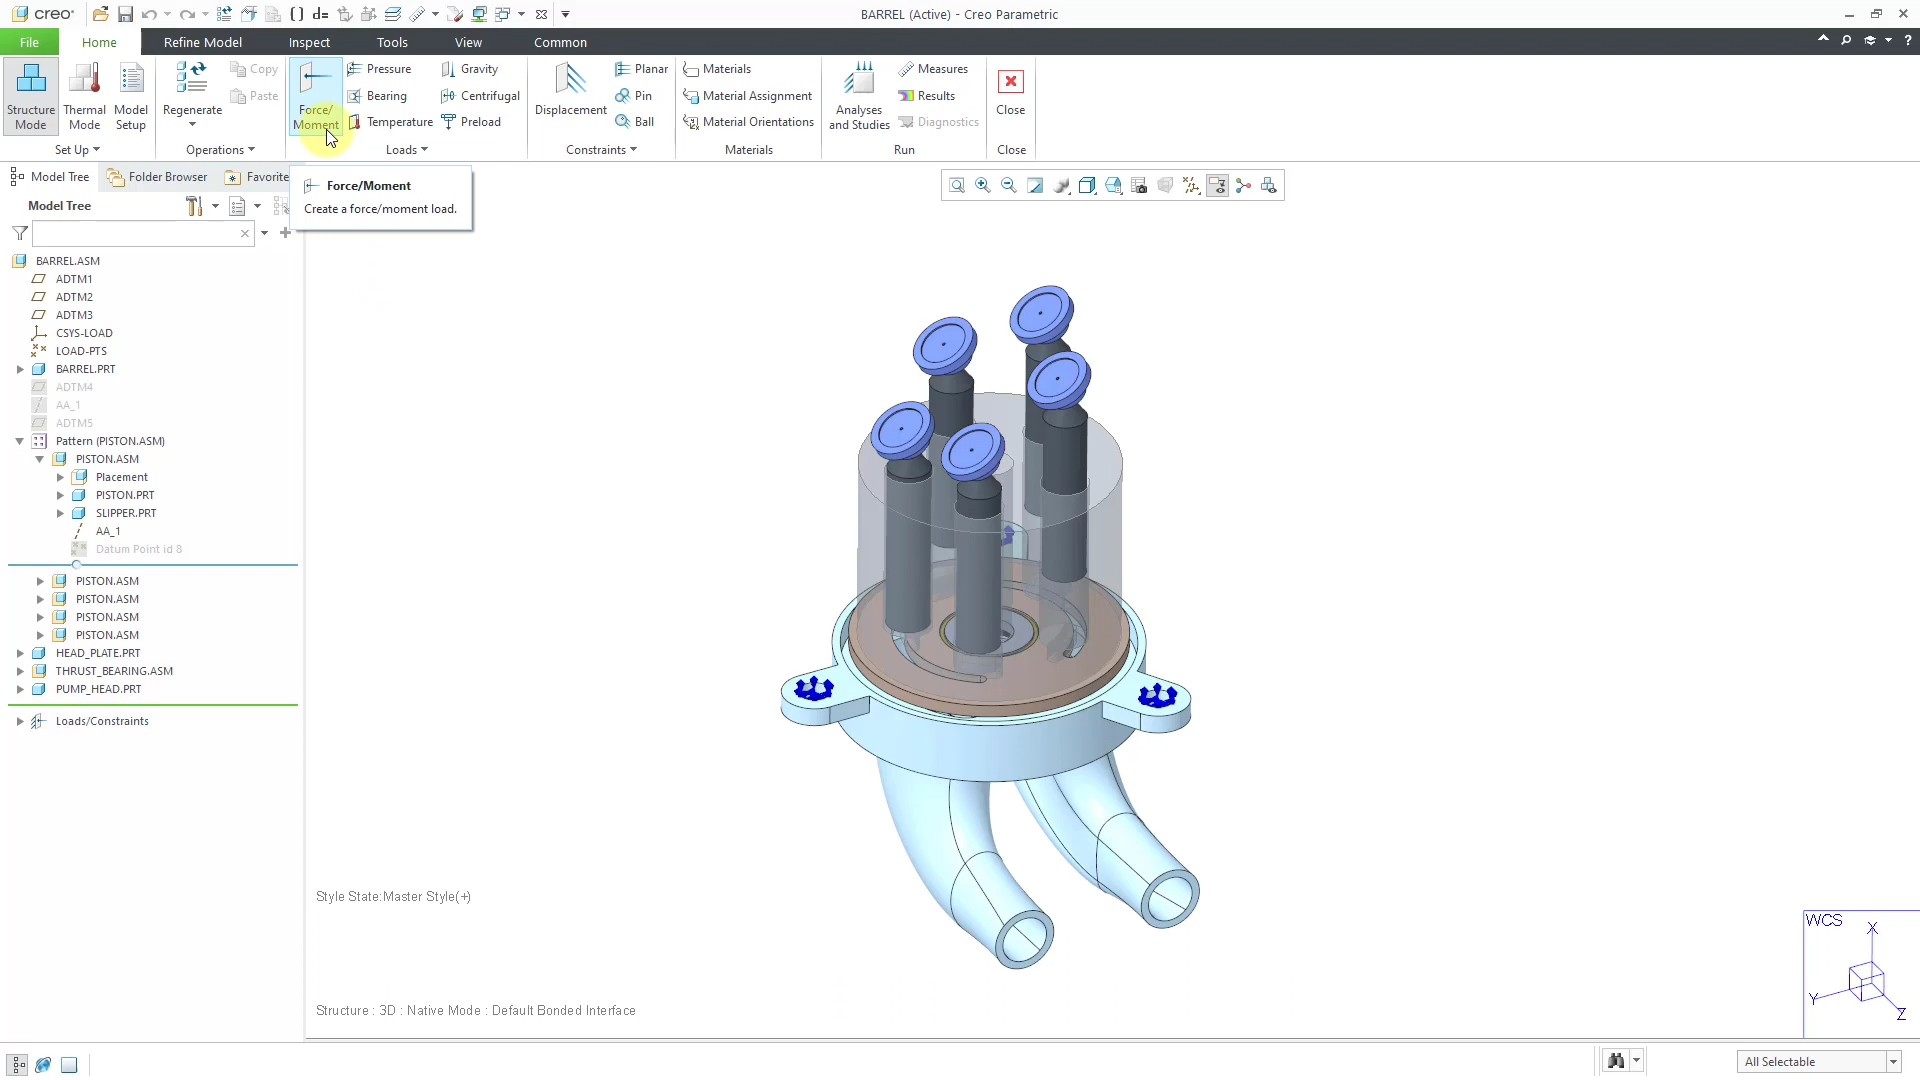 creo
BARREL (Active) - Creo Parametric
File
Home
Refine Model
Inspect
Tools
View
Common
Structure Mode
Thermal Mode
Model Setup
Set Up
Regenerate
Copy
Paste
Operations
Force/ Moment
Pressure
Bearing
Temperature
Gravity
Centrifugal
Preload
Loads
Displacement
Planar
Pin
Ball
Constraints
Materials
Material Assignment
Material Orientations
Materials
Analyses and Studies
Measures
Results
Diagnostics
Run
Close
Close
Model Tree
Folder Browser
Favorite
Force/Moment
Create a force/moment load.
Model Tree
BARREL.ASM
ADTM1
ADTM2
ADTM3
CSYS-LOAD
LOAD-PTS
BARREL.PRT
ADTM4
AA_1
ADTM5
Pattern (PISTON.ASM)
PISTON.ASM
Placement
PISTON.PRT
SLIPPER.PRT
AA_1
Datum Point id 8
PISTON.ASM
PISTON.ASM
PISTON.ASM
PISTON.ASM
HEAD_PLATE.PRT
THRUST_BEARING.ASM
PUMP_HEAD.PRT
Loads/Constraints
Style State:Master Style(+)
Structure : 3D : Native Mode : Default Bonded Interface
WCS
X
Y
Z
All Selectable